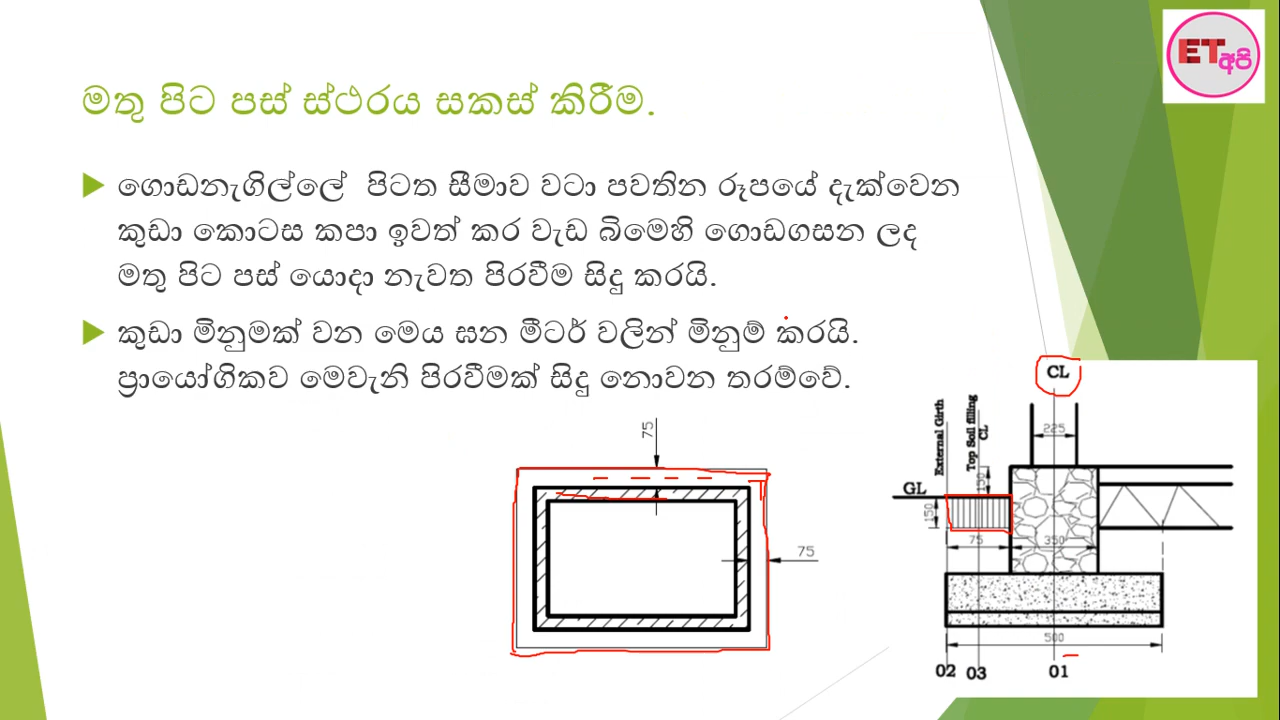 ET
අපි
මතු පිට පස් ස්ථරය සකස් කිරීම.
ගොඩනැගිල්ලේ පිටත සීමාව වටා පවතින රූපයේ දැක්වෙන
කුඩා කොටස කපා ඉවත් කර වැඩ බිමෙහි ගොඩගසන ලද
මතු පිට පස් යොදා නැවත පිරවීම සිදු කරයි.
කුඩා මිනුමක් වන මෙය ඝන මීටර් වලින් මිනුම් කරයි.
ප්‍රායෝගිකව මෙවැනි පිරවීමක් සිදු නොවන තරම්වේ.
75
75
CL
External Girth
Top Soil filling
CL
225
150
GL
150
75
350
500
02 03 01